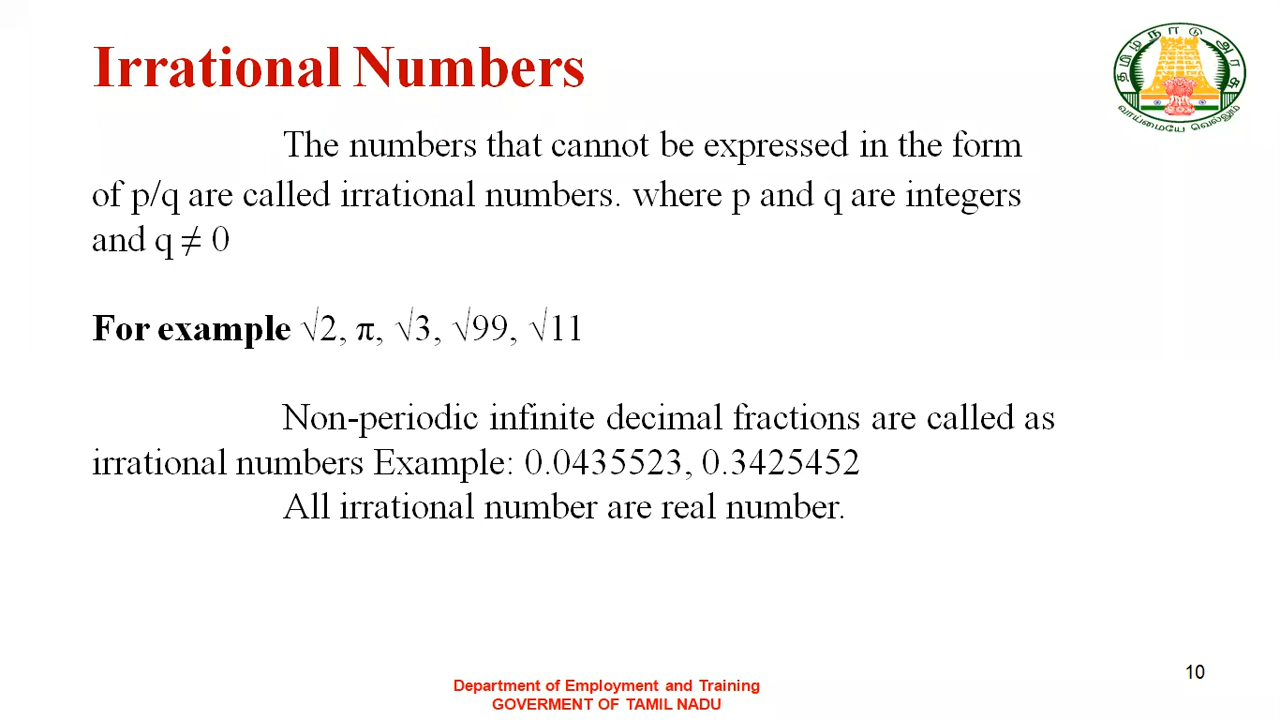 Irrational Numbers
தமிழ்நாடு அரசு
வாய்மையே வெல்லும்
The numbers that cannot be expressed in the form
of p/q are called irrational numbers. where p and q are integers
and q ≠ 0
For example √2, π, √3, √99, √11
Non-periodic infinite decimal fractions are called as
irrational numbers Example: 0.0435523, 0.3425452
All irrational number are real number.
10
Department of Employment and Training
GOVERMENT OF TAMIL NADU